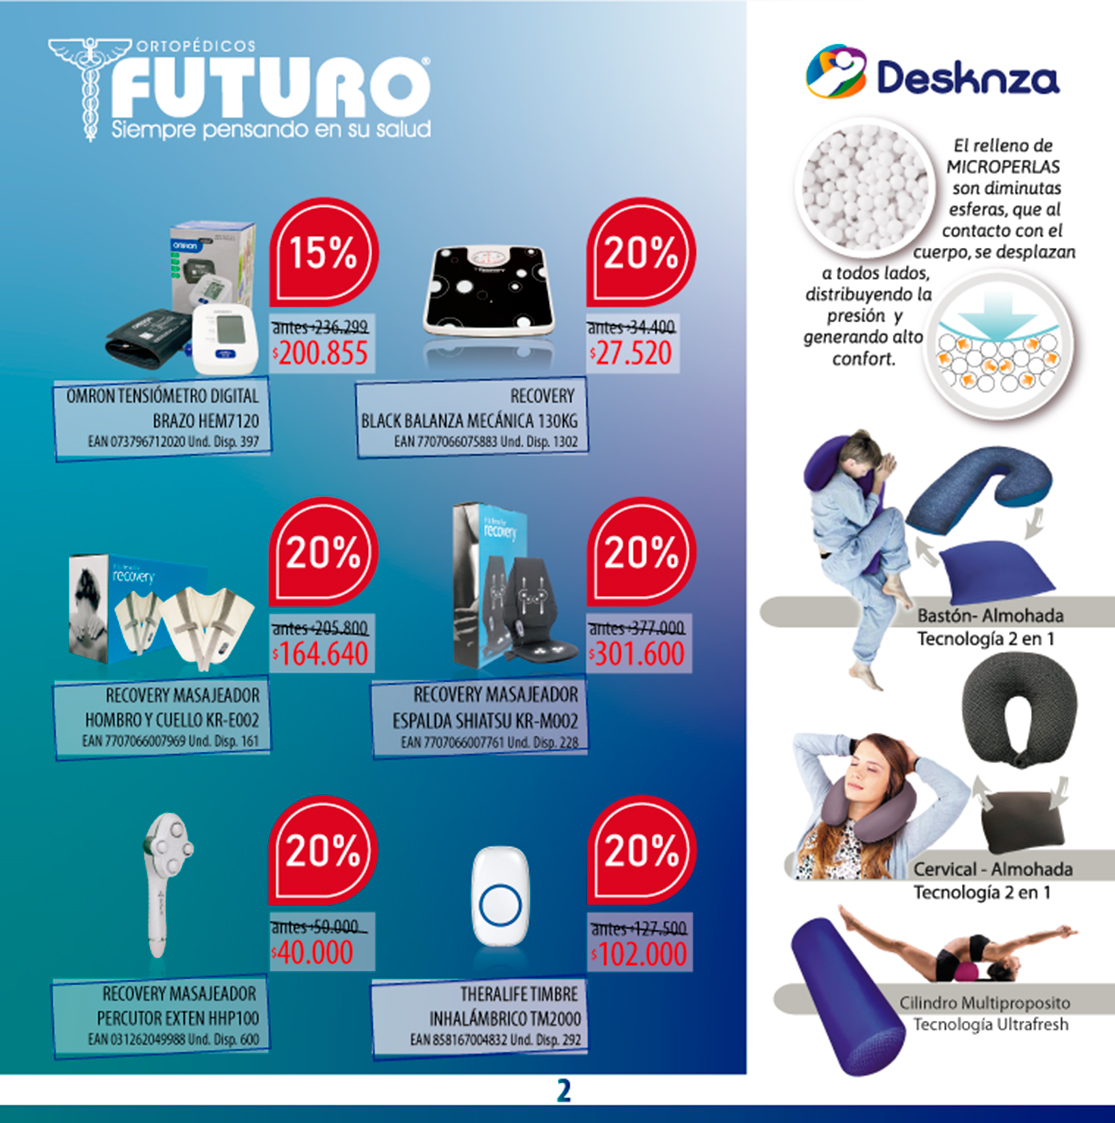 ORTOPÉDICOS
FUTURO®
Siempre pensando en su salud
15%
antes $236.299
$200.855
OMRON TENSIÓMETRO DIGITAL
BRAZO HEM7120
EAN 073796712020 Und. Disp. 397
20%
antes $34.400
$27.520
RECOVERY
BLACK BALANZA MECÁNICA 130KG
EAN 7707066075883 Und. Disp. 1302
recovery
20%
antes $205.800
$164.640
RECOVERY MASAJEADOR
HOMBRO Y CUELLO KR-E002
EAN 7707066007969 Und. Disp. 161
recovery
20%
antes $377.000
$301.600
RECOVERY MASAJEADOR
ESPALDA SHIATSU KR-M002
EAN 7707066007761 Und. Disp. 228
20%
antes $50.000
$40.000
RECOVERY MASAJEADOR
PERCUTOR EXTEN HHP100
EAN 031262049988 Und. Disp. 600
20%
antes $127.500
$102.000
THERALIFE TIMBRE
INHALÁMBRICO TM2000
EAN 858167004832 Und. Disp. 292
Desknza
El relleno de
MICROPERLAS
son diminutas
esferas, que al
contacto con el
cuerpo, se desplazan
a todos lados,
distribuyendo la
presión y
generando alto
confort.
Bastón- Almohada
Tecnología 2 en 1
Cervical - Almohada
Tecnología 2 en 1
Cilindro Multiproposito
Tecnología Ultrafresh
2